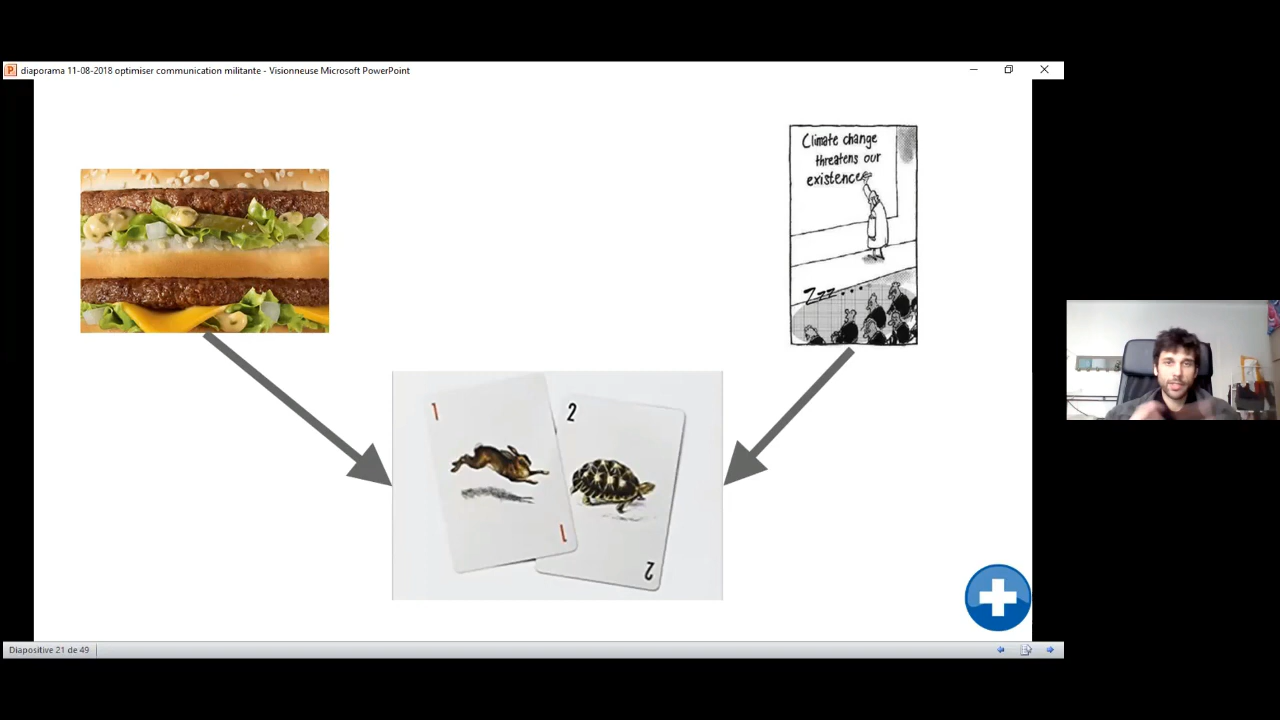 diaporama 11-08-2018 optimiser communication militante - Visionneuse Microsoft PowerPoint
Climate change
threatens our
existence
Zzz...
1
2
1
2
Diapositive 21 de 49